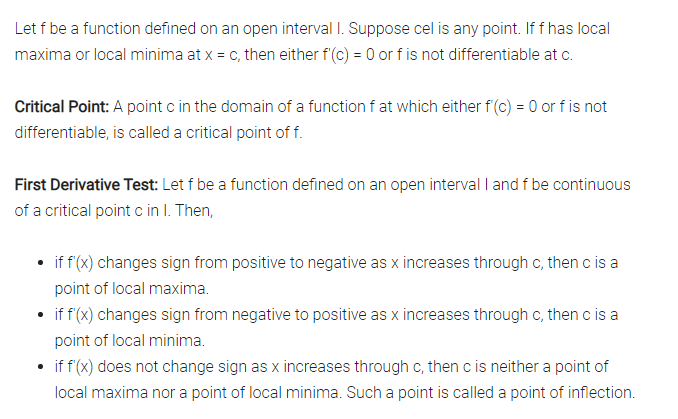 Let f be a function defined on an open interval I. Suppose cel is any point. If f has local
maxima or local minima at x = c, then either f'(c) = 0 or f is not differentiable at c.
Critical Point: A point c in the domain of a function f at which either f'(c) = 0 or f is not
differentiable, is called a critical point of f.
First Derivative Test: Let f be a function defined on an open interval I and f be continuous
of a critical point c in I. Then,
• if f'(x) changes sign from positive to negative as x increases through c, then c is a
point of local maxima.
• if f'(x) changes sign from negative to positive as x increases through c, then c is a
point of local minima.
• if f'(x) does not change sign as x increases through c, then c is neither a point of
local maxima nor a point of local minima. Such a point is called a point of inflection.